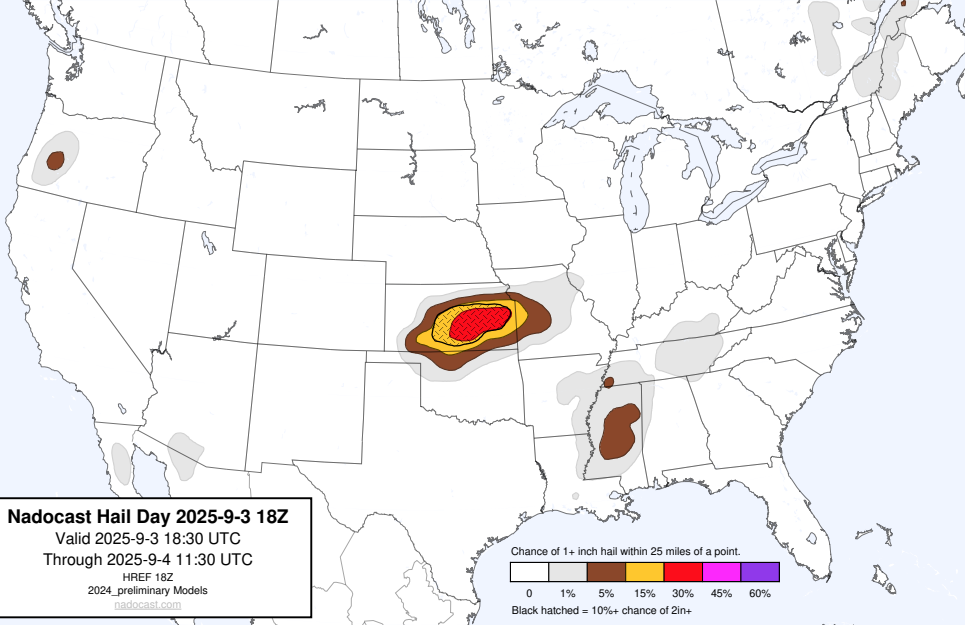 Nadocast Hail Day 2025-9-3 18Z
Valid 2025-9-3 18:30 UTC
Through 2025-9-4 11:30 UTC
HREF 18Z
2024_preliminary Models
nadocast.com
Chance of 1+ inch hail within 25 miles of a point.
0 1% 5% 15% 30% 45% 60%
Black hatched = 10%+ chance of 2in+